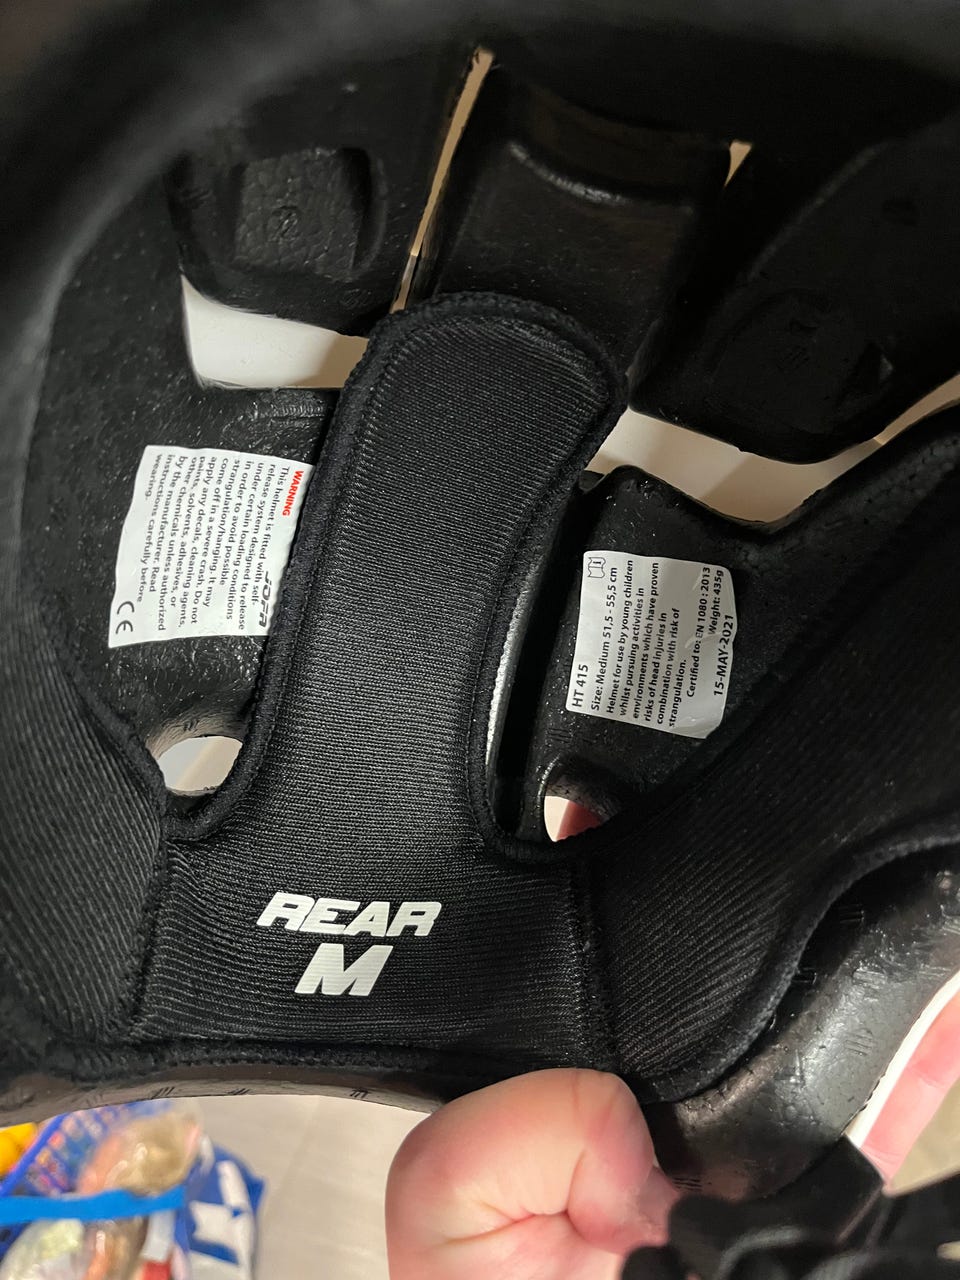 JOFA
WARNING
This helmet is fitted with self-
release system designed to release
under certain loading conditions
in order to avoid possible
strangulation/hanging. It may
come off in a severe crash. Do not
apply any decals, cleaning agents,
paints, solvents, adhesives, or
other chemicals unless authorized
by the manufacturer. Read
instructions carefully before
wearing.
CE
HT 415
Size: Medium 51,5 - 55,5 cm
Helmet for use by young children
whilst pursuing activities in
environments which have proven
risks of head injuries in
combination with risk of
strangulation.
Certified to: EN 1080 : 2013
Weight: 435g
15-MAY-2021
REAR
M